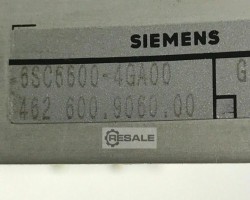 SIEMENS
6SC6600-4GA00 G
462 600.9060.00
RESALE